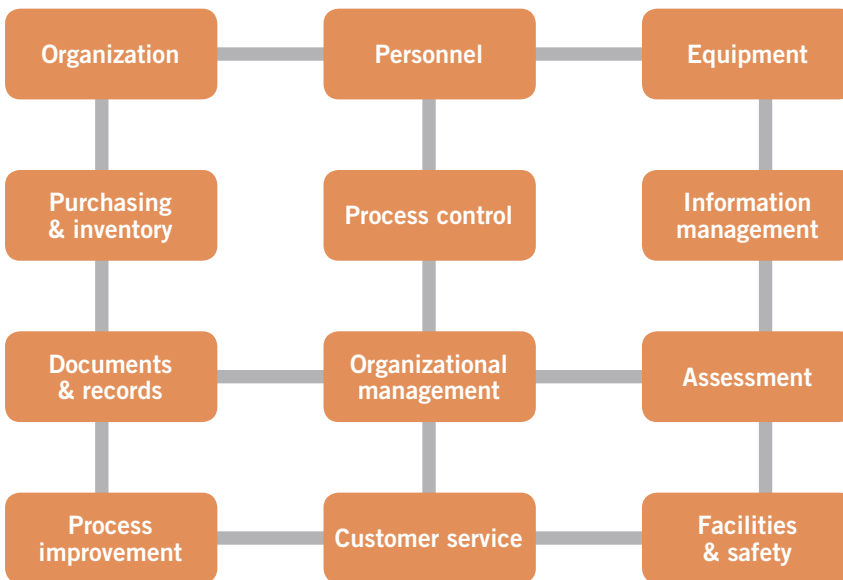 Organization
Personnel
Equipment
Purchasing
& inventory
Process control
Information
management
Documents
& records
Organizational
management
Assessment
Process
improvement
Customer service
Facilities
& safety